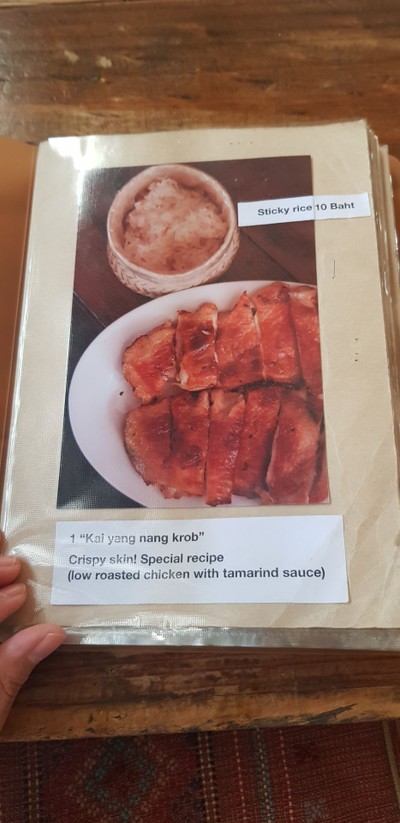 Sticky rice 10 Baht
1 "Kai yang nang krob"
Crispy skin! Special recipe
(low roasted chicken with tamarind sauce)